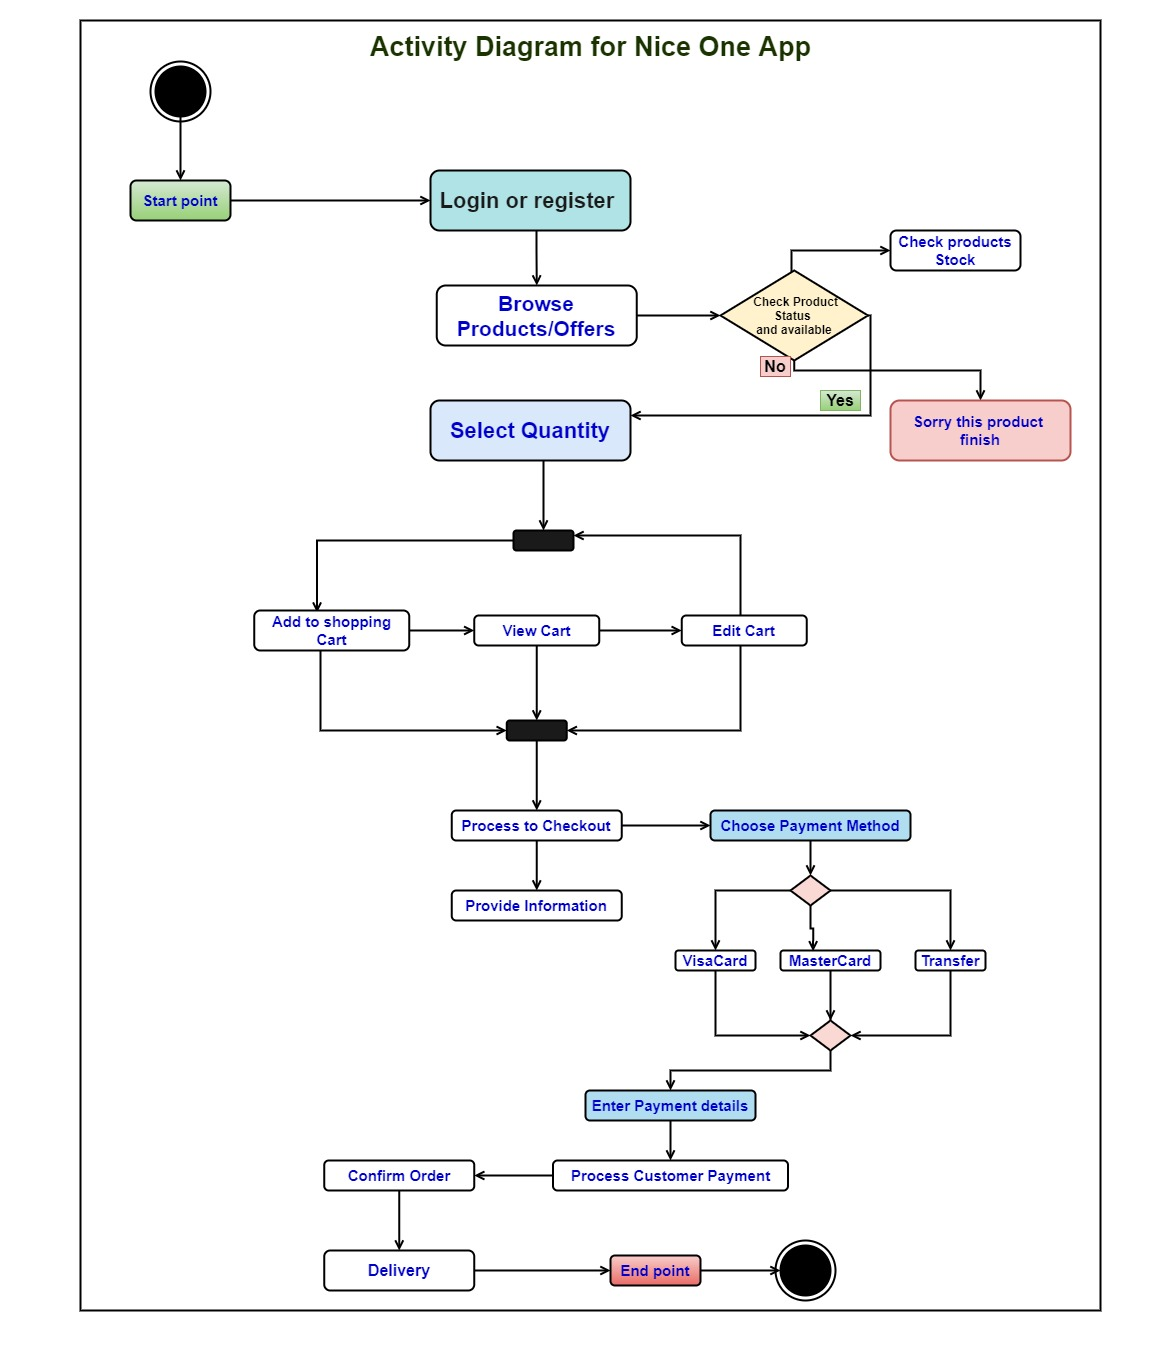 Activity Diagram for Nice One App
Start point
Login or register
Check products
Stock
Browse
Products/Offers
Check Product
Status
and available
No
Yes
Sorry this product
finish
Select Quantity
Add to shopping
Cart
View Cart
Edit Cart
Process to Checkout
Choose Payment Method
Provide Information
VisaCard
MasterCard
Transfer
Enter Payment details
Confirm Order
Process Customer Payment
Delivery
End point